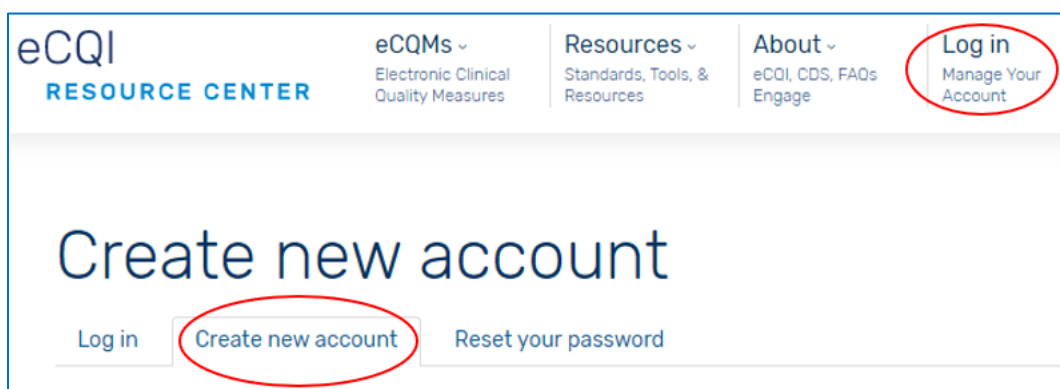 eCQI
RESOURCE CENTER
eCQMs
Electronic Clinical
Quality Measures
Resources
Standards, Tools, &
Resources
About
eCQI, CDS, FAQs
Engage
Log in
Manage Your
Account
Create new account
Log in
Create new account
Reset your password